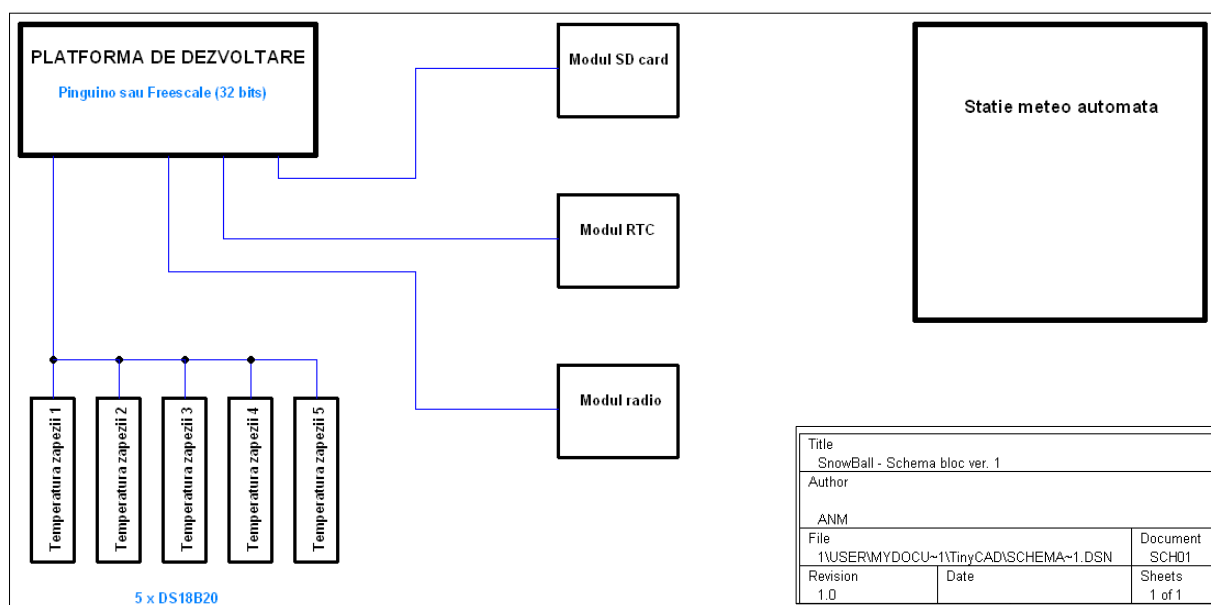 PLATFORMA DE DEZVOLTARE
Pinguino sau Freescale (32 bits)
Modul SD card
Statie meteo automata
Modul RTC
Modul radio
Temperatura zapezii 1
Temperatura zapezii 2
Temperatura zapezii 3
Temperatura zapezii 4
Temperatura zapezii 5
5 x DS18B20
Title
SnowBall - Schema bloc ver. 1
Author
ANM
File
1\USER\MYDOCU~1\TinyCAD\SCHEMA~1.DSN
Document
SCH01
Revision
1.0
Date
Sheets
1 of 1